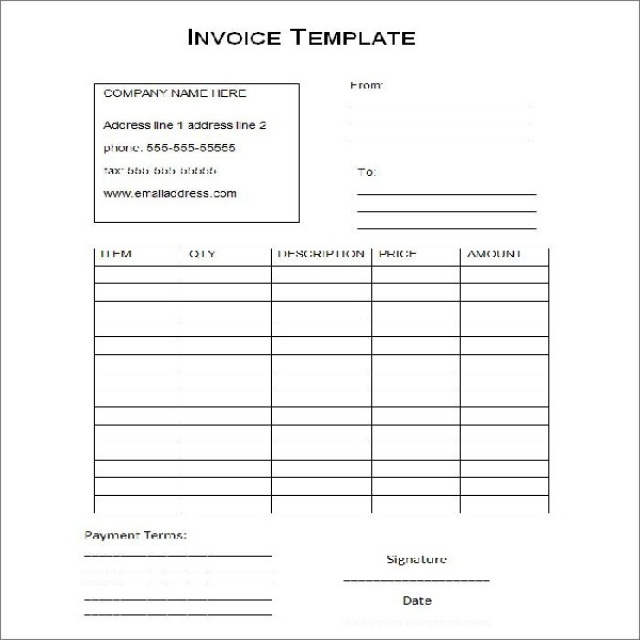 INVOICE TEMPLATE
COMPANY NAME HERE
Address line 1 address line 2
phone: 555-555-55555
fax: 555-555-55555
www.emailaddress.com
From:
To:
ITEM QTY DESCRIPTION PRICE AMOUNT
Payment Terms:
Signature
Date